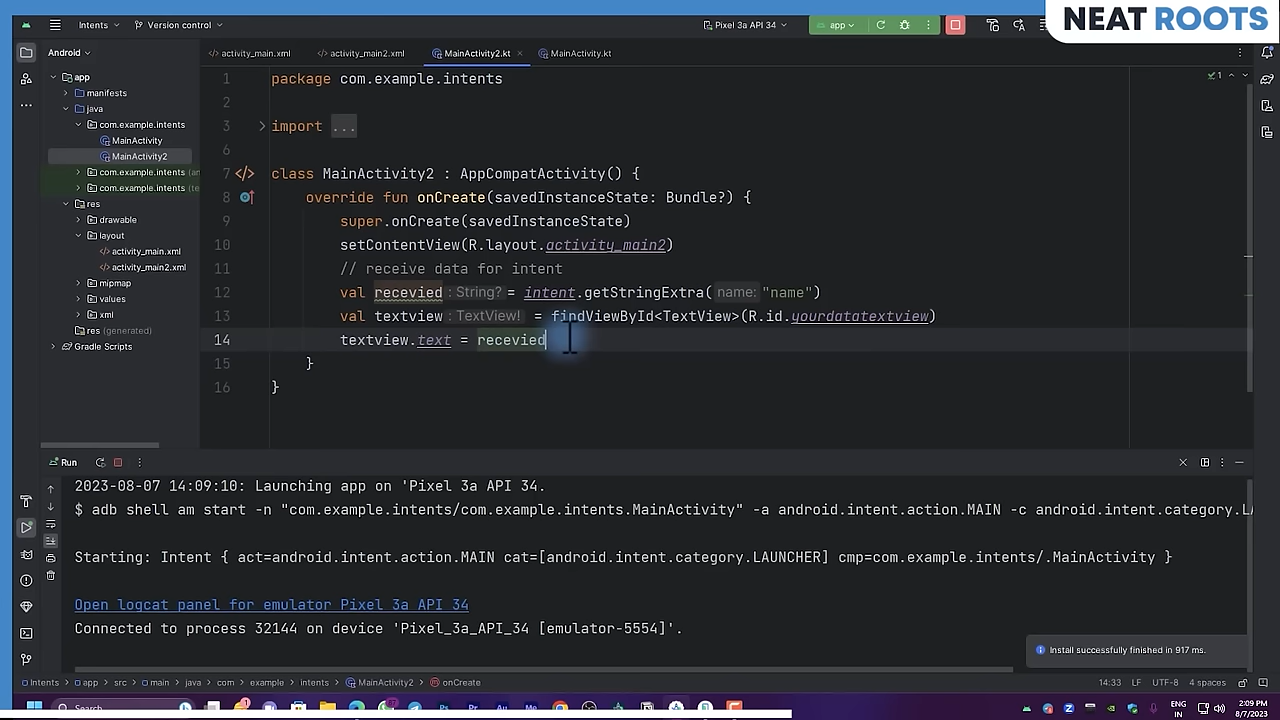 NEAT ROOTS
Intents
Version control
Pixel 3a API 34
app
Android
activity_main.xml
activity_main2.xml
MainActivity2.kt
MainActivity.kt
app
manifests
java
com.example.intents
MainActivity
MainActivity2
com.example.intents
com.example.intents
res
drawable
layout
activity_main.xml
activity_main2.xml
mipmap
values
xml
res (generated)
Gradle Scripts
1
1 package com.example.intents
2
3 import ...
6
7 class MainActivity2 : AppCompatActivity() {
8 override fun onCreate(savedInstanceState: Bundle?) {
9 super.onCreate(savedInstanceState)
10 setContentView(R.layout.activity_main2)
11 // receive data for intent
12 val recevied : String? = intent.getStringExtra( name: "name")
13 val textview : TextView! = findViewById<TextView>(R.id.yourdatatextview)
14 textview.text = recevied
15 }
16 }
Run
2023-08-07 14:09:10: Launching app on 'Pixel 3a API 34.
$ adb shell am start -n "com.example.intents/com.example.intents.MainActivity" -a android.intent.action.MAIN -c android.intent.category.LA
Starting: Intent { act=android.intent.action.MAIN cat=[android.intent.category.LAUNCHER] cmp=com.example.intents/.MainActivity }
Open logcat panel for emulator Pixel 3a API 34
Connected to process 32144 on device 'Pixel_3a_API_34 [emulator-5554]'.
Install successfully finished in 917 ms.
Intents > app > src > main > java > com > example > intents > MainActivity2 > onCreate
14:33 LF UTF-8 4 spaces
Search
ENG
IN
2:09 PM
8/7/2023